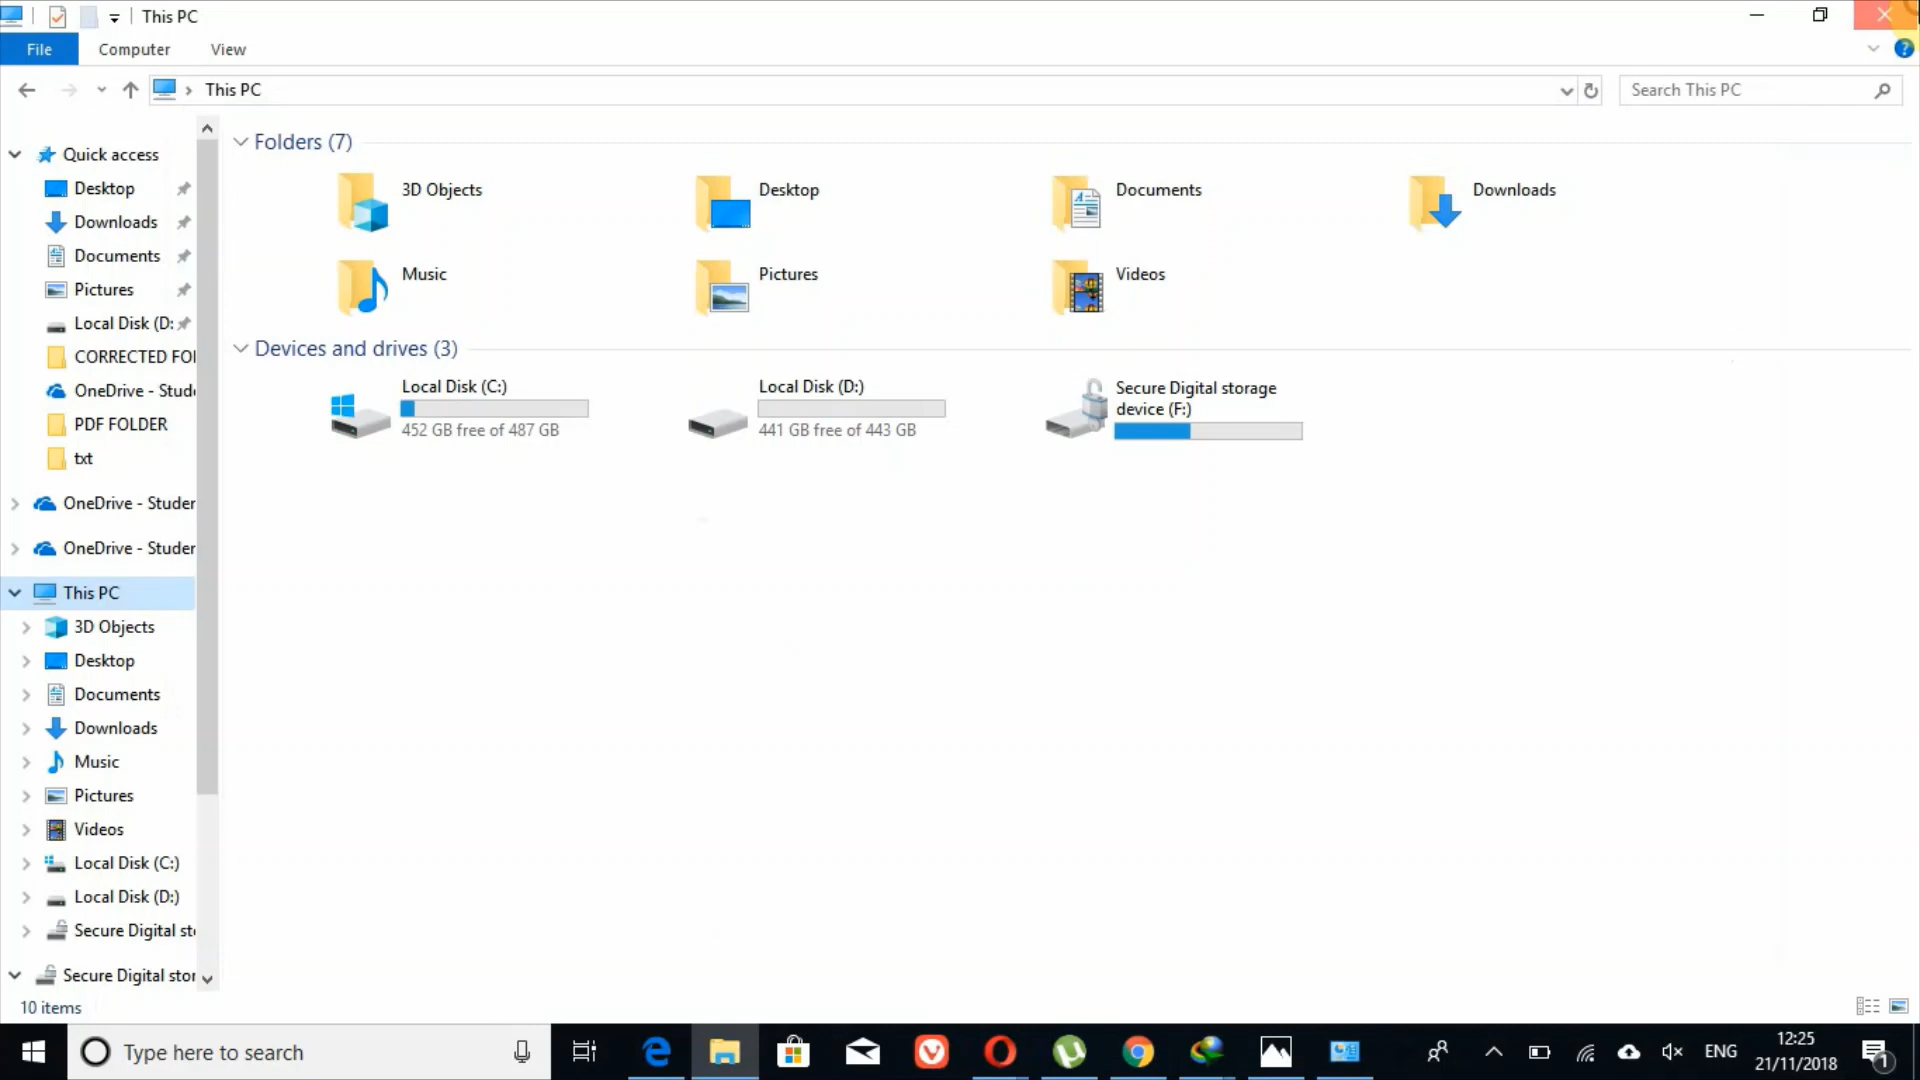 This PC
File Computer View
This PC
Search This PC
Quick access
Desktop
Downloads
Documents
Pictures
Local Disk (D:
CORRECTED FO
OneDrive - Stude
PDF FOLDER
txt
OneDrive - Studer
OneDrive - Studer
This PC
3D Objects
Desktop
Documents
Downloads
Music
Pictures
Videos
Local Disk (C:)
Local Disk (D:)
Secure Digital st
Secure Digital stor
Folders (7)
3D Objects
Desktop
Documents
Downloads
Music
Pictures
Videos
Devices and drives (3)
Local Disk (C:)
452 GB free of 487 GB
Local Disk (D:)
441 GB free of 443 GB
Secure Digital storage
device (F:)
10 items
Type here to search
ENG
12:25
21/11/2018
1